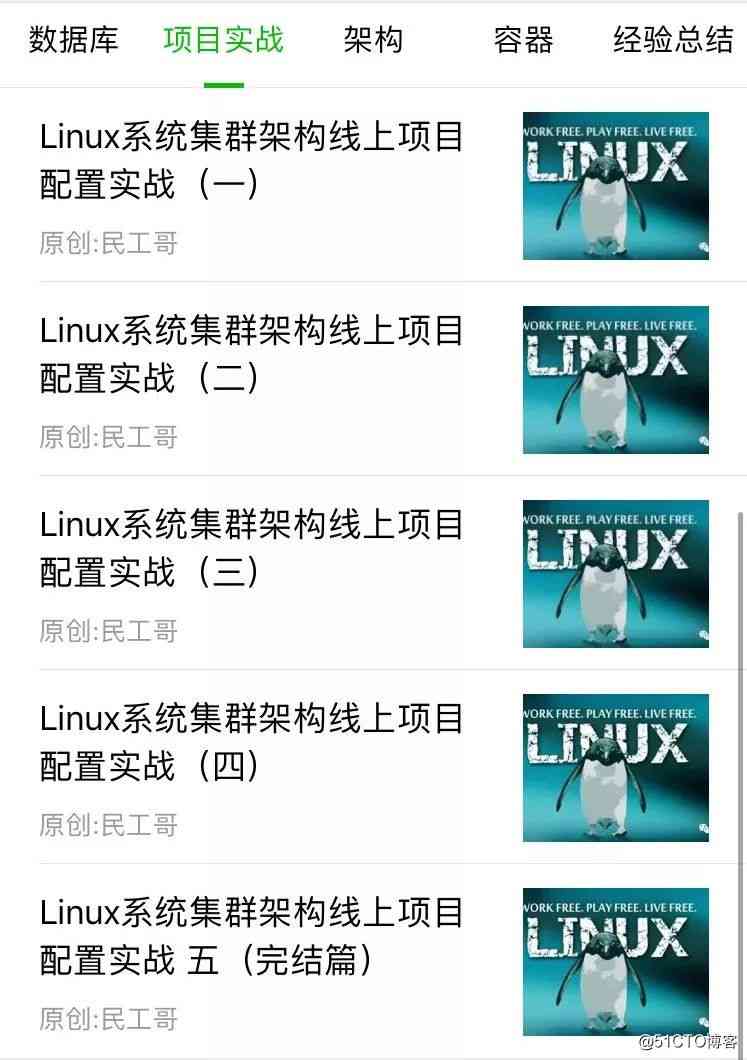 数据库 项目实战 架构 容器 经验总结
Linux系统集群架构线上项目
配置实战（一）
原创:民工哥
WORK FREE. PLAY FREE. LIVE FREE.
LINUX
Linux系统集群架构线上项目
配置实战（二）
原创:民工哥
WORK FREE. PLAY FREE. LIVE FREE.
LINUX
Linux系统集群架构线上项目
配置实战（三）
原创:民工哥
WORK FREE. PLAY FREE. LIVE FREE.
LINUX
Linux系统集群架构线上项目
配置实战（四）
原创:民工哥
WORK FREE. PLAY FREE. LIVE FREE.
LINUX
Linux系统集群架构线上项目
配置实战 五（完结篇）
原创:民工哥
WORK FREE. PLAY FREE. LIVE FREE.
LINUX
@51CTO博客